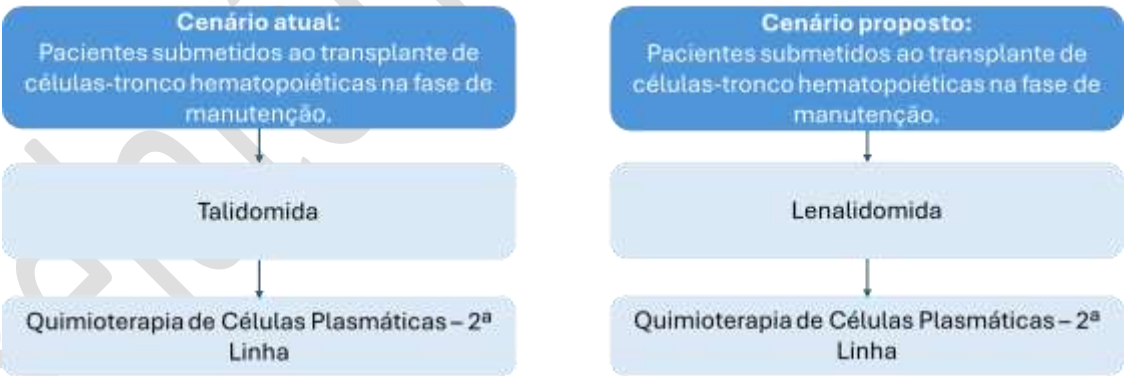 Cenário atual:
Pacientes submetidos ao transplante de
células-tronco hematopoiéticas na fase de
manutenção.
Talidomida
Quimioterapia de Células Plasmáticas – 2ª
Linha
Cenário proposto:
Pacientes submetidos ao transplante de
células-tronco hematopoiéticas na fase de
manutenção.
Lenalidomida
Quimioterapia de Células Plasmáticas – 2ª
Linha